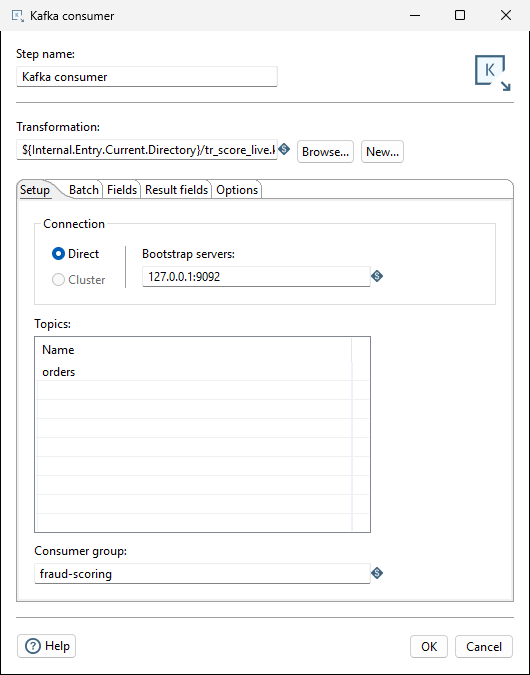 Kafka consumer
Step name:
Kafka consumer
K
Transformation:
${Internal.Entry.Current.Directory}/tr_score_live.k
S
Browse...
New...
Setup
Batch
Fields
Result fields
Options
Connection
Direct
Cluster
Bootstrap servers:
127.0.0.1:9092
S
Topics:
Name
orders
Consumer group:
fraud-scoring
S
? Help
OK
Cancel